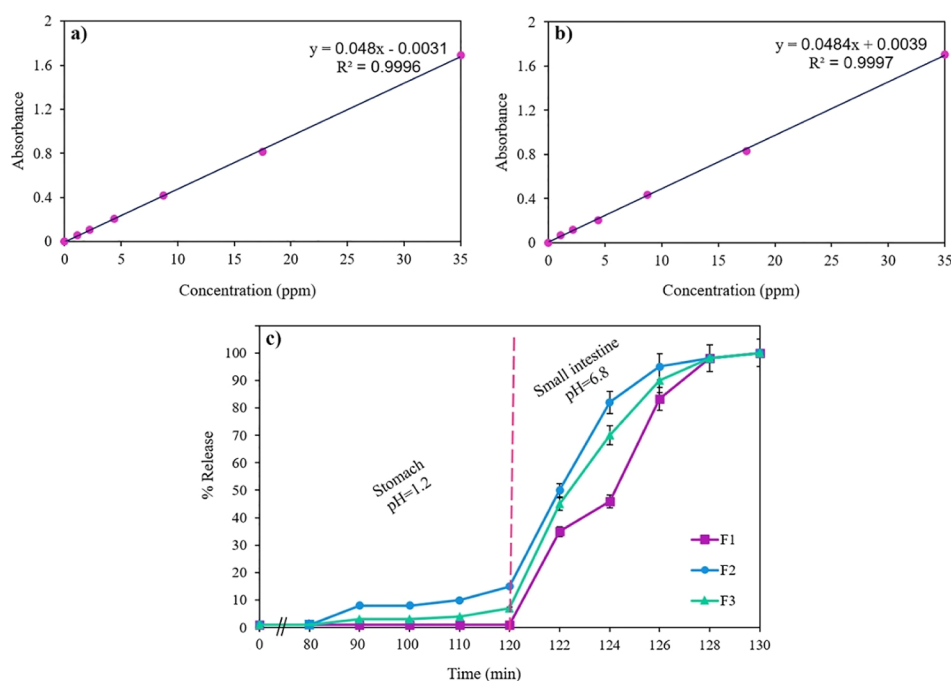 a)
y = 0.048x - 0.0031
R² = 0.9996
2
1.6
1.2
0.8
0.4
0
Absorbance
0 5 10 15 20 25 30 35
Concentration (ppm)
b)
y = 0.0484x + 0.0039
R² = 0.9997
2
1.6
1.2
0.8
0.4
0
Absorbance
0 5 10 15 20 25 30 35
Concentration (ppm)
c)
100
90
80
70
60
50
40
30
20
10
0
% Release
Stomach
pH=1.2
Small intestine
pH=6.8
F1
F2
F3
0 80 90 100 110 120 122 124 126 128 130
Time (min)